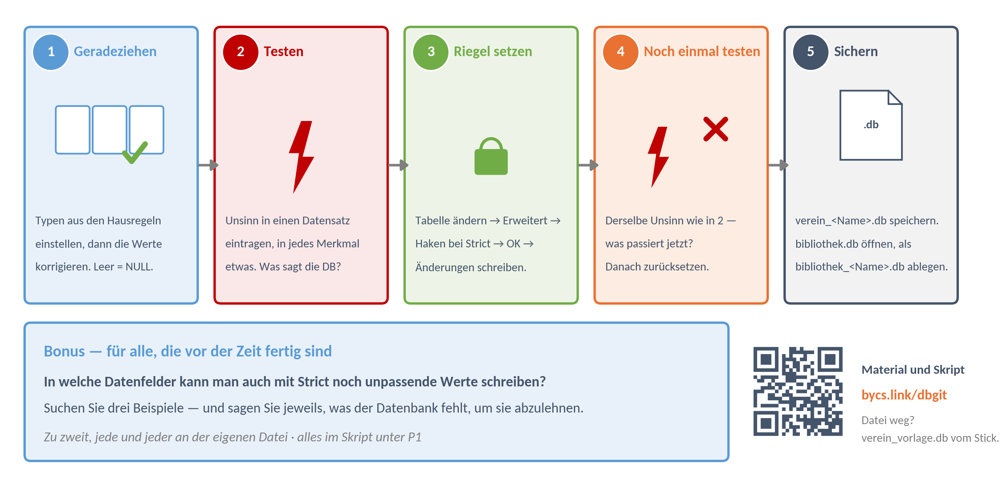 1 Geradeziehen
Typen aus den Hausregeln
einstellen, dann die Werte
korrigieren. Leer = NULL.
2 Testen
Unsinn in einen Datensatz
eintragen, in jedes Merkmal
etwas. Was sagt die DB?
3 Riegel setzen
Tabelle ändern → Erweitert →
Haken bei Strict → OK →
Änderungen schreiben.
4 Noch einmal testen
Derselbe Unsinn wie in 2 —
was passiert jetzt?
Danach zurücksetzen.
5 Sichern
.db
verein_<Name>.db speichern.
bibliothek.db öffnen, als
bibliothek_<Name>.db ablegen.
Bonus — für alle, die vor der Zeit fertig sind
In welche Datenfelder kann man auch mit Strict noch unpassende Werte schreiben?
Suchen Sie drei Beispiele — und sagen Sie jeweils, was der Datenbank fehlt, um sie abzulehnen.
Zu zweit, jede und jeder an der eigenen Datei · alles im Skript unter P1
Material und Skript
bycs.link/dbgit
Datei weg?
verein_vorlage.db vom Stick.